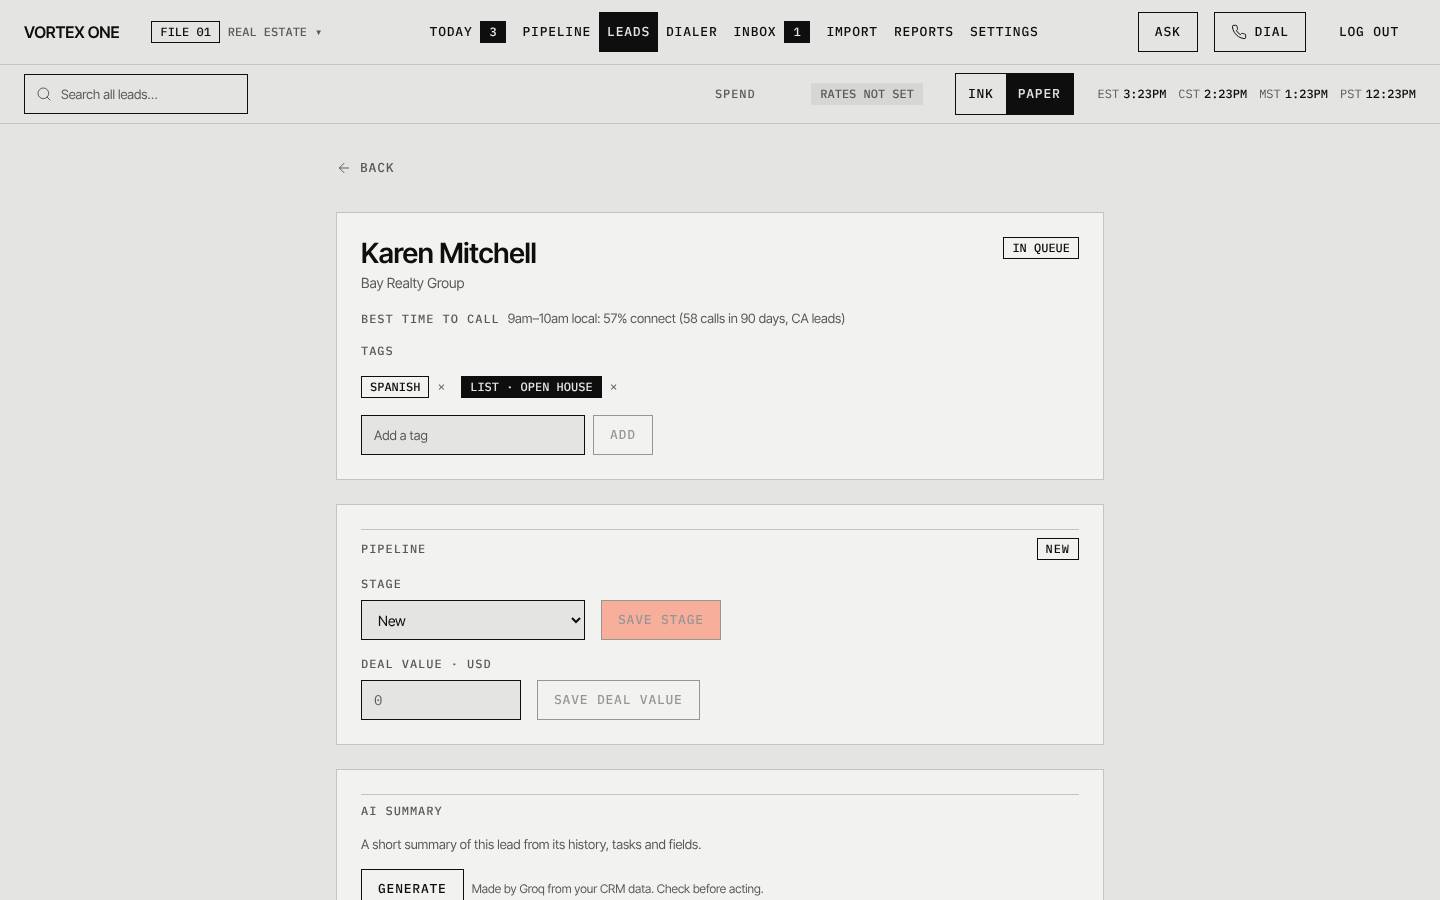 VORTEX ONE
FILE 01 REAL ESTATE ▾
TODAY 3 PIPELINE LEADS DIALER INBOX 1 IMPORT REPORTS SETTINGS
ASK DIAL LOG OUT
Search all leads...
SPEND RATES NOT SET INK PAPER EST 3:23PM CST 2:23PM MST 1:23PM PST 12:23PM
← BACK
Karen Mitchell
IN QUEUE
Bay Realty Group
BEST TIME TO CALL 9am–10am local: 57% connect (58 calls in 90 days, CA leads)
TAGS
SPANISH × LIST · OPEN HOUSE ×
Add a tag ADD
PIPELINE NEW
STAGE
New SAVE STAGE
DEAL VALUE · USD
0 SAVE DEAL VALUE
AI SUMMARY
A short summary of this lead from its history, tasks and fields.
GENERATE Made by Groq from your CRM data. Check before acting.